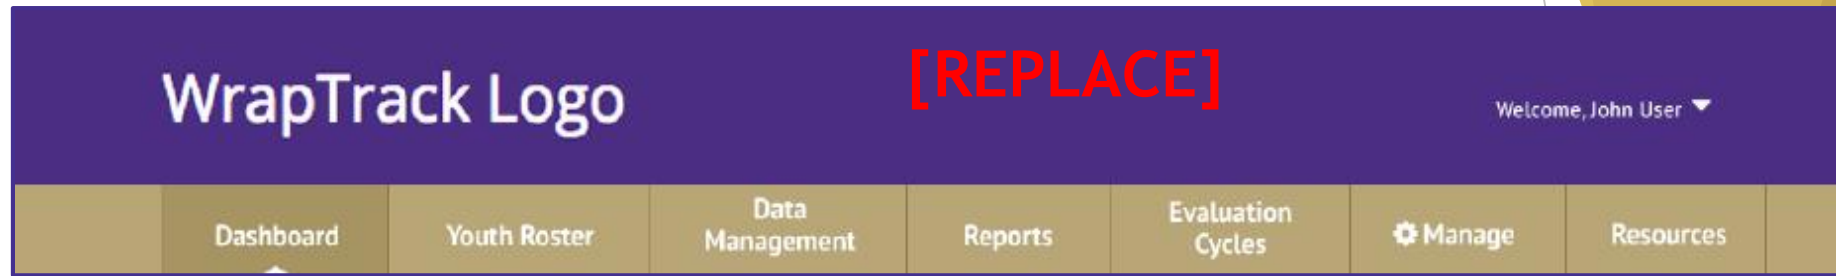 [REPLACE]
WrapTrack Logo
Welcome, John User
Dashboard
Youth Roster
Data
Management
Reports
Evaluation
Cycles
Manage
Resources